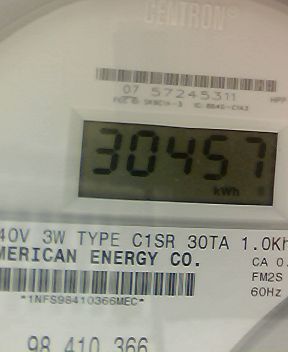 CENTRON®
07 57245311
30457
kWh
40V 3W TYPE C1SR 30TA 1.0Kh
MERICAN ENERGY CO. CA 0.
FM2S
*1NFS98410366MEC* 60Hz
98 410 366